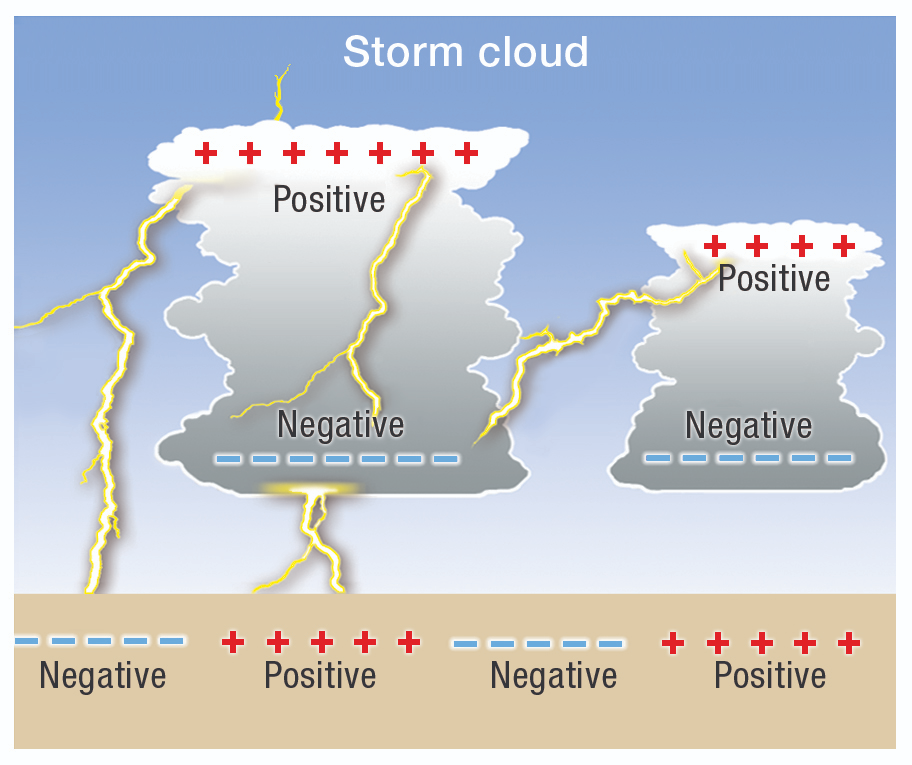 Storm cloud
+ + + + + + +
Positive
+ + + +
Positive
Negative
Negative
− − − − − − −
− − − − − −
− − − − − + + + + + − − − − − + + + + +
Negative Positive Negative Positive